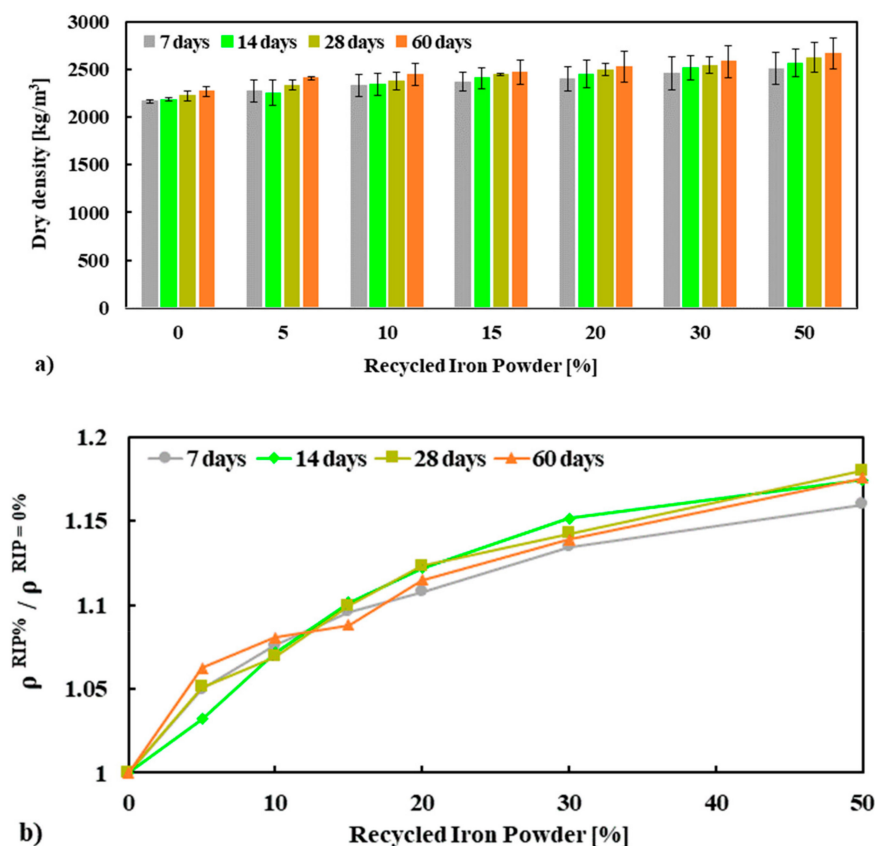 3000
7 days 14 days 28 days 60 days
2500
2000
1500
1000
500
0
Dry density [kg/m³]
0 5 10 15 20 30 50
a)
Recycled Iron Powder [%]
1.2
7 days 14 days 28 days 60 days
1.15
1.1
1.05
1
ρ RIP% / ρ RIP = 0%
0 10 20 30 40 50
b)
Recycled Iron Powder [%]